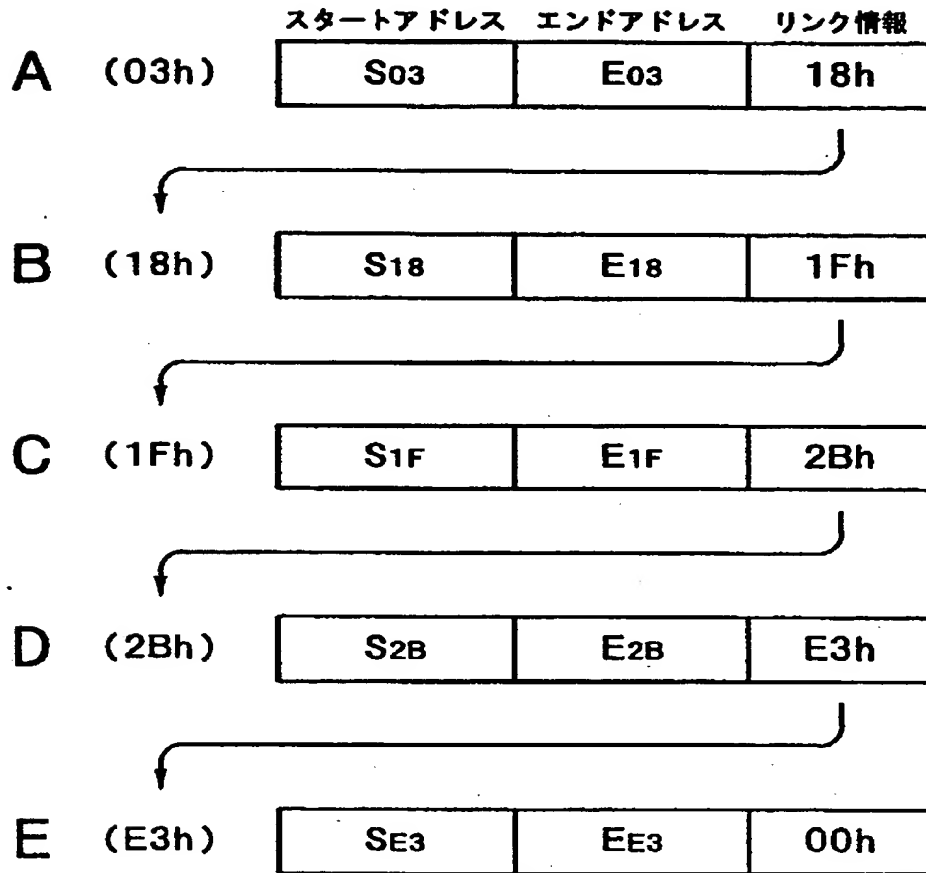 スタートアドレス エンドアドレス リンク情報
A (03h) S03 E03 18h
B (18h) S18 E18 1Fh
C (1Fh) S1F E1F 2Bh
D (2Bh) S2B E2B E3h
E (E3h) SE3 EE3 00h